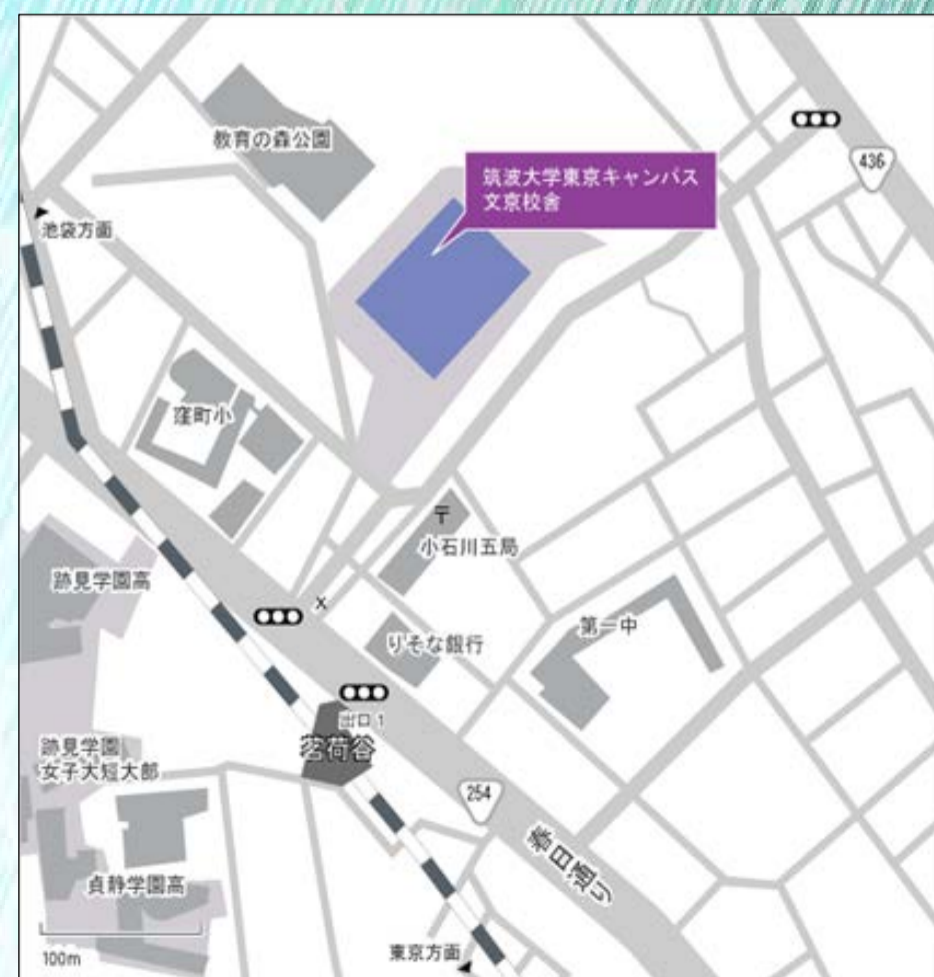 教育の森公園
436
筑波大学東京キャンパス
文京校舎
池袋方面
窪町小
〒
小石川五局
跡見学園高
第一中
りそな銀行
出口1
茗荷谷
跡見学園
女子大短大部
254
春日通り
貞静学園高
100m
東京方面